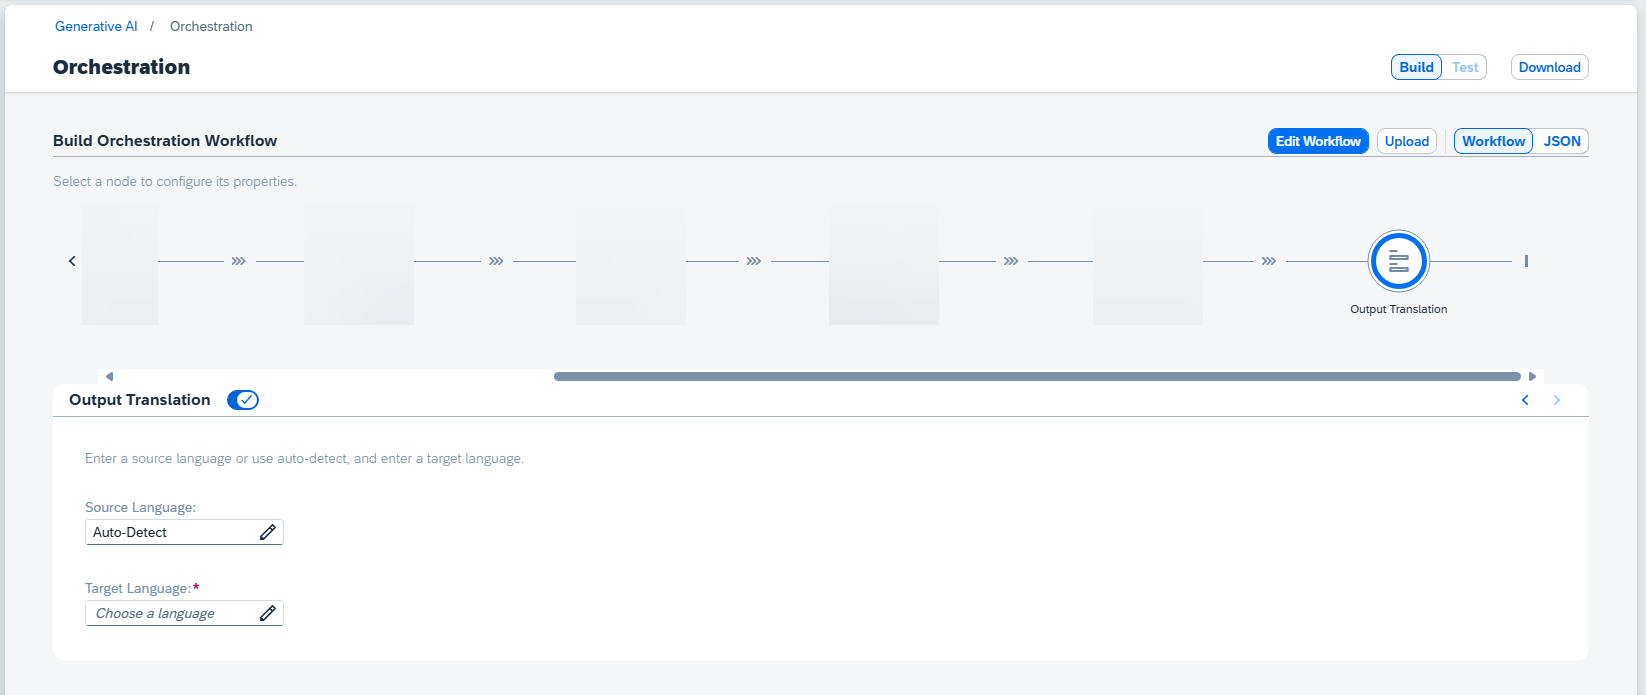 Generative AI / Orchestration
Orchestration
Build Test Download
Build Orchestration Workflow
Edit Workflow Upload Workflow JSON
Select a node to configure its properties.
Output Translation
Output Translation
Enter a source language or use auto-detect, and enter a target language.
Source Language:
Auto-Detect
Target Language:*
Choose a language